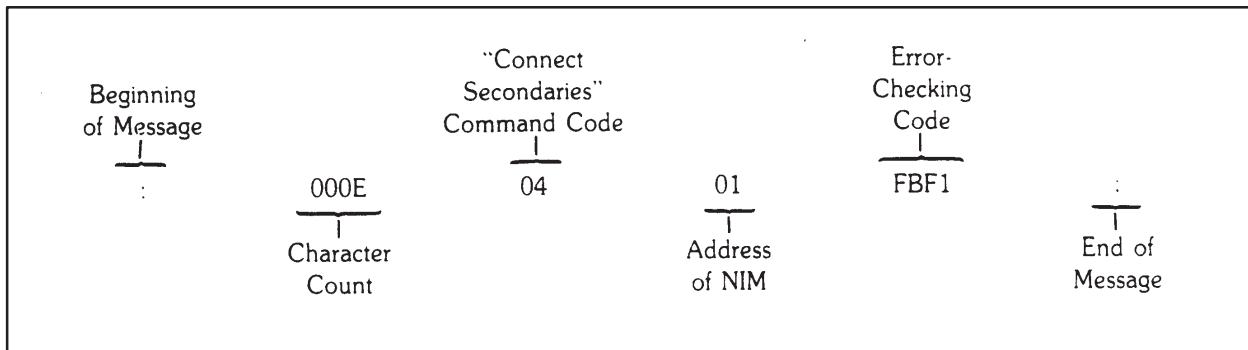 Beginning
of Message
"Connect
Secondaries"
Command Code
Error-
Checking
Code
: 000E 04 01 FBF1 :
Character
Count
Address
of NIM
End of
Message